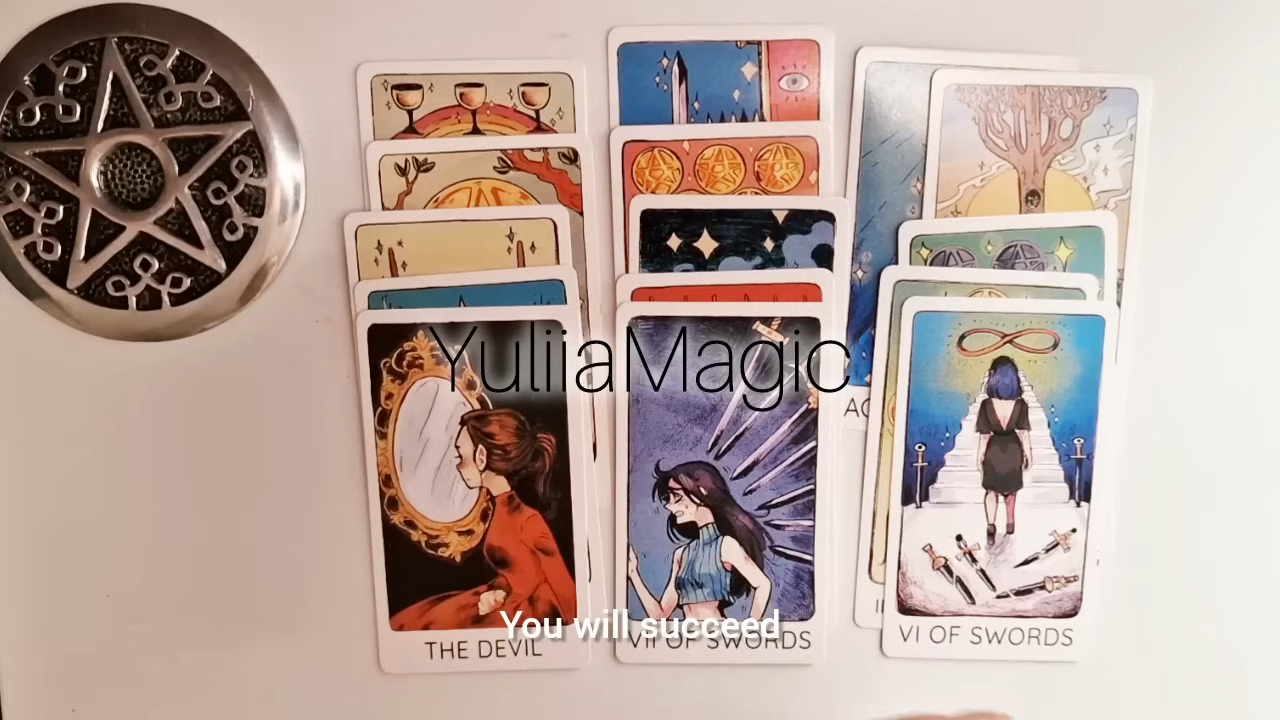 YuliiaMagic
AC
You will succeed
THE DEVIL
VII OF SWORDS
VI OF SWORDS